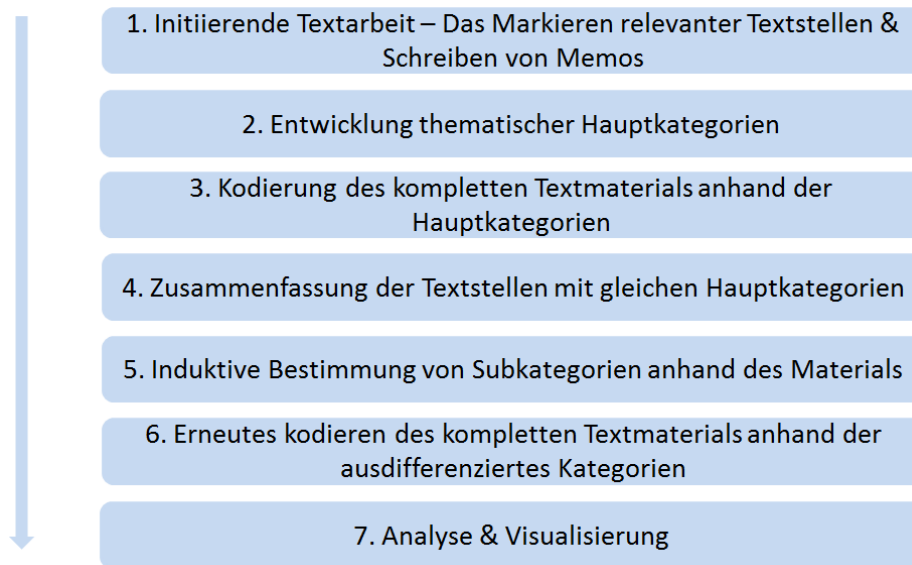 1. Initiierende Textarbeit – Das Markieren relevanter Textstellen &
Schreiben von Memos
2. Entwicklung thematischer Hauptkategorien
3. Kodierung des kompletten Textmaterials anhand der
Hauptkategorien
4. Zusammenfassung der Textstellen mit gleichen Hauptkategorien
5. Induktive Bestimmung von Subkategorien anhand des Materials
6. Erneutes kodieren des kompletten Textmaterials anhand der
ausdifferenziertes Kategorien
7. Analyse & Visualisierung